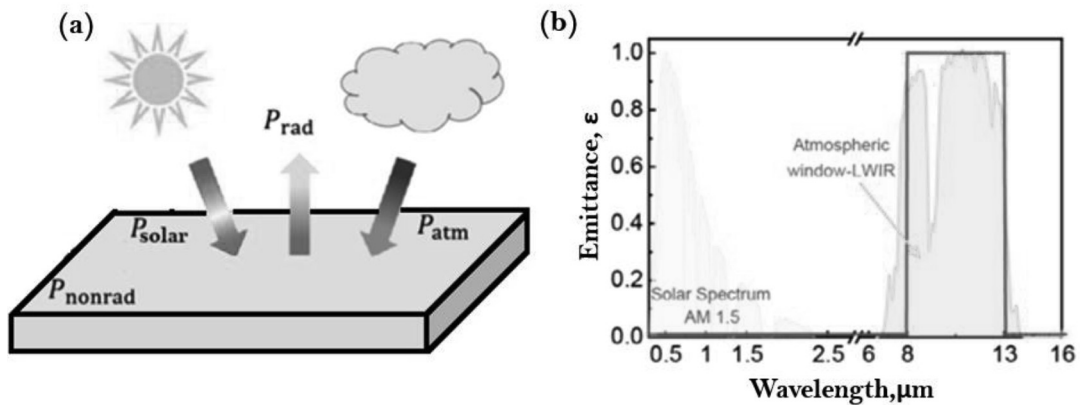 (a)
P_rad
P_solar
P_atm
P_nonrad
(b)
Emittance, ε
1.0
0.8
0.6
0.4
0.2
0.0
Atmospheric
window-LWIR
Solar Spectrum
AM 1.5
0.5 1 1.5 2.5 6 8 13 16
Wavelength,μm